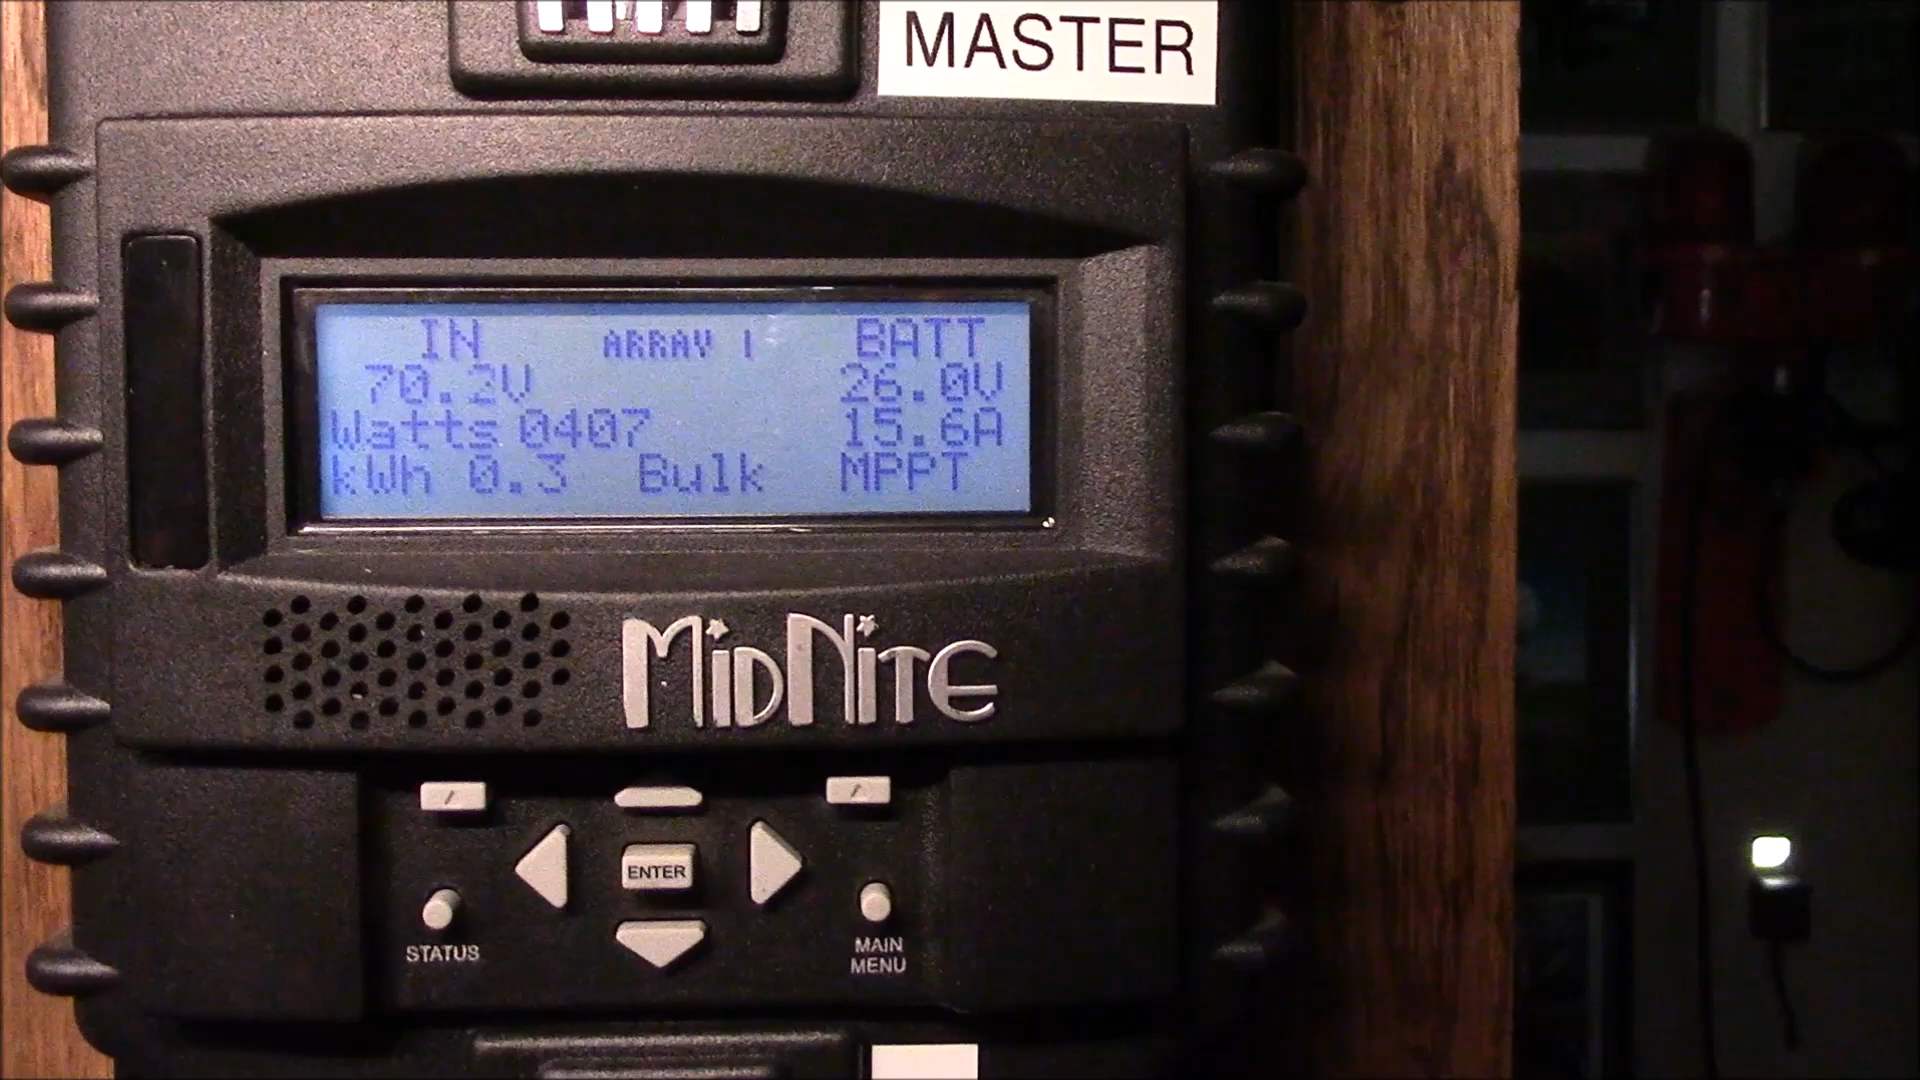 MASTER
IN ARRAY 1 BATT
70.2V 26.0V
Watts 0407 15.6A
kWh 0.3 Bulk MPPT
MiDNiTE
ENTER
STATUS
MAIN
MENU